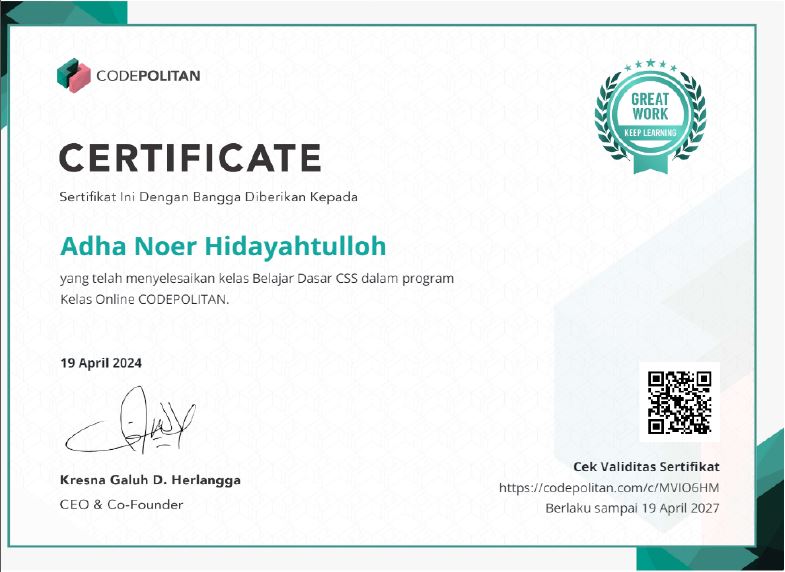 CODEPOLITAN
GREAT
WORK
KEEP LEARNING
CERTIFICATE
Sertifikat Ini Dengan Bangga Diberikan Kepada
Adha Noer Hidayahtulloh
yang telah menyelesaikan kelas Belajar Dasar CSS dalam program
Kelas Online CODEPOLITAN.
19 April 2024
Kresna Galuh D. Herlangga
CEO & Co-Founder
Cek Validitas Sertifikat
https://codepolitan.com/c/MVIO6HM
Berlaku sampai 19 April 2027